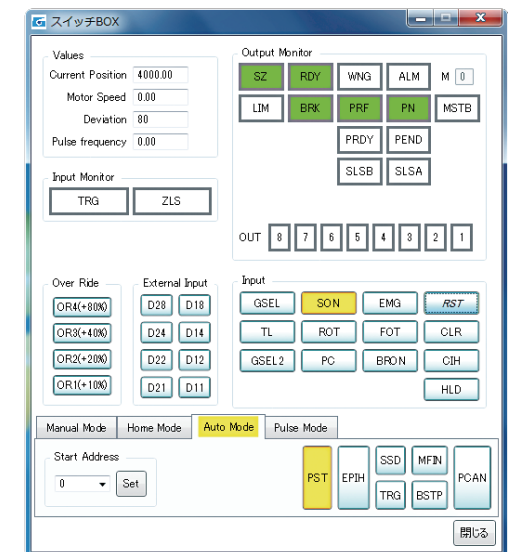 スイッチBOX
Values
Current Position 4000.00
Motor Speed 0.00
Deviation 80
Pulse frequency 0.00
Input Monitor
TRG ZLS
Output Monitor
SZ RDY WNG ALM M 0
LIM BRK PRF PN MSTB
PRDY PEND
SLSB SLSA
OUT 8 7 6 5 4 3 2 1
Over Ride
OR4(+80%)
OR3(+40%)
OR2(+20%)
OR1(+10%)
External Input
D28 D18
D24 D14
D22 D12
D21 D11
Input
GSEL SON EMG RST
TL ROT FOT CLR
GSEL2 PC BRON CIH
HLD
Manual Mode Home Mode Auto Mode Pulse Mode
Start Address
0 Set
PST EPIH SSD MFIN PCAN
TRG BSTP
閉じる